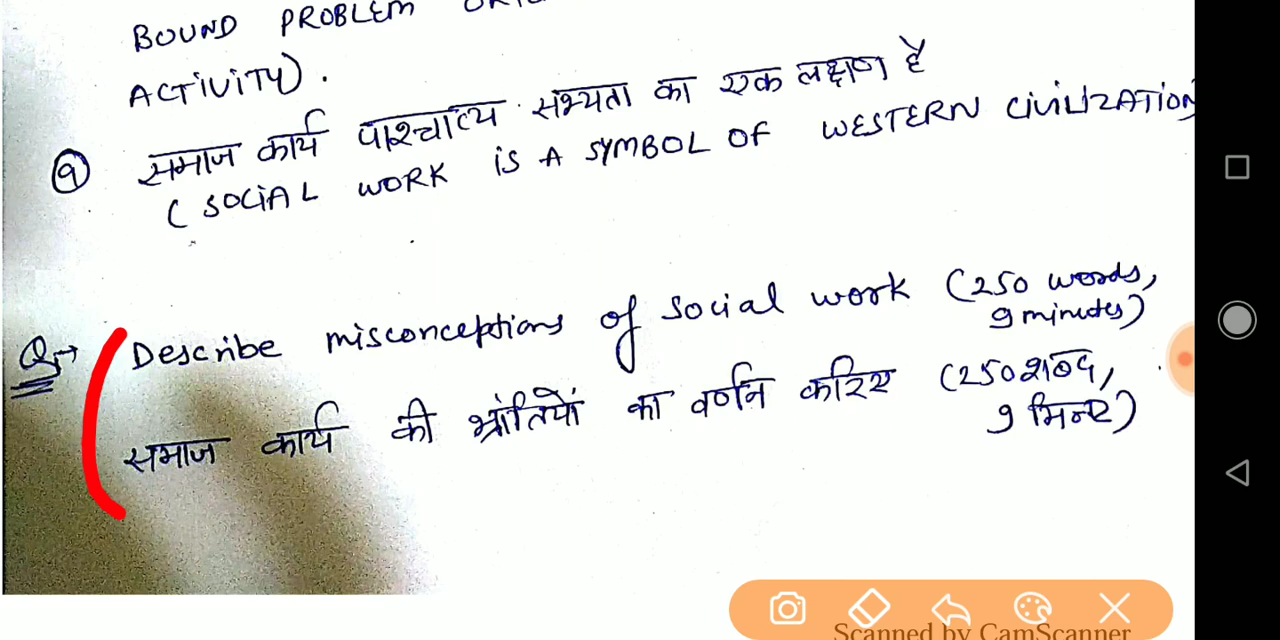 BOUND PROBLEM
ACTIVITY).
9 समाज कार्य पाश्चात्य सभ्यता का एक लक्षण है
( SOCIAL WORK IS A SYMBOL OF WESTERN CIVILIZATION
Q→ Describe misconceptions of social work (250 words,
9 minutes)
समाज कार्य की भ्रांतियों का वर्णन करिए (250 शब्द,
9 मिनट)
Scanned by CamScanner